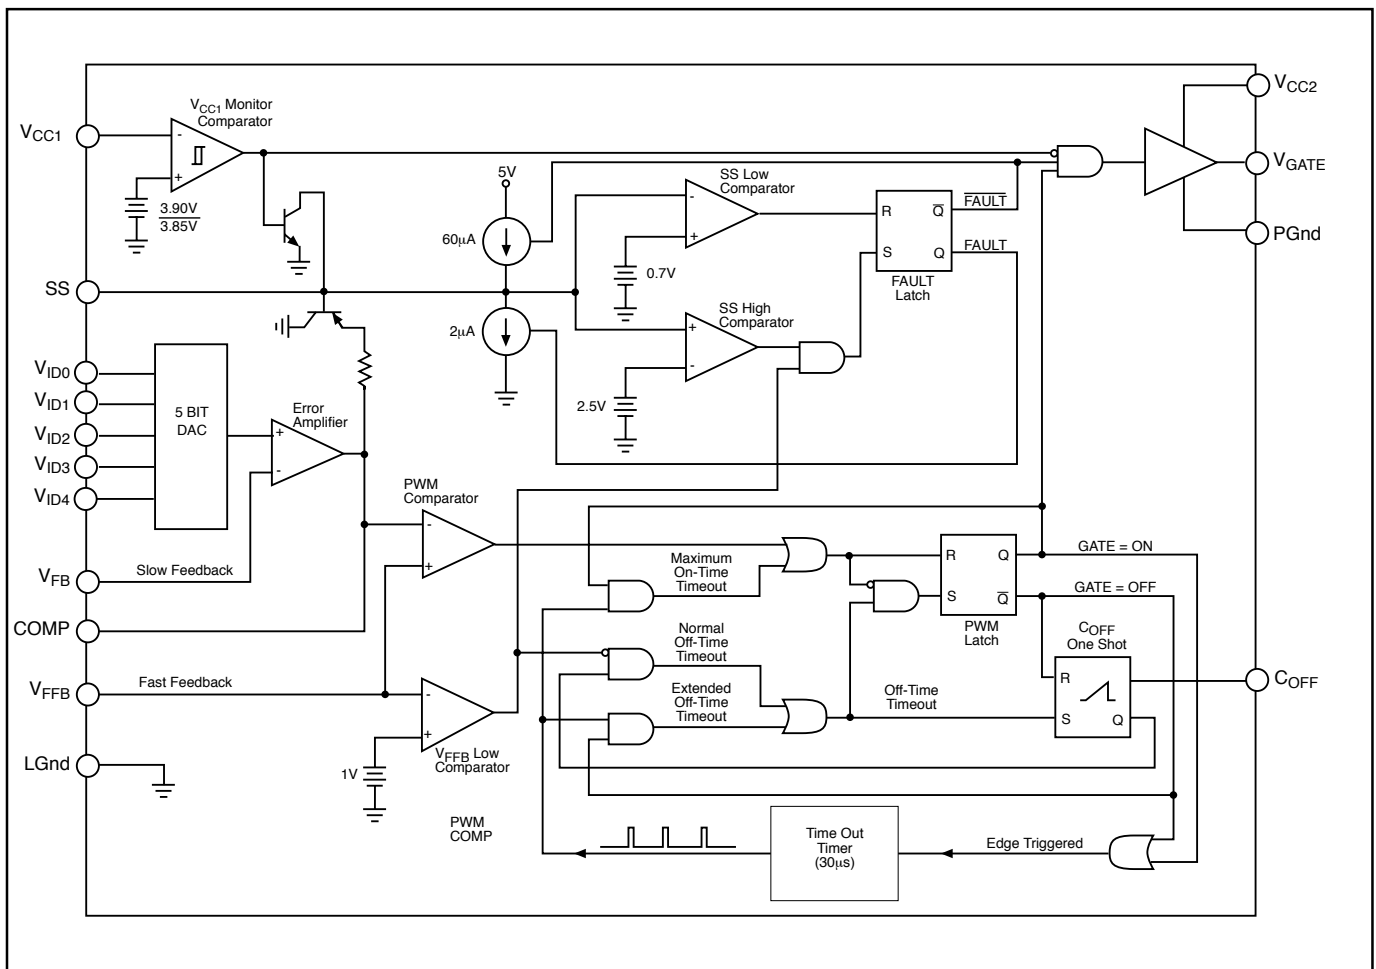 VCC1 Monitor
Comparator
VCC1
-
+
3.90V
3.85V
5V
60μA
2μA
SS
SS Low
Comparator
-
+
0.7V
SS High
Comparator
+
-
2.5V
R
Q
S
Q
FAULT
Latch
FAULT
FAULT
VCC2
VGATE
PGnd
VID0
VID1
VID2
VID3
VID4
5 BIT
DAC
Error
Amplifier
+
-
VFB
Slow Feedback
COMP
VFFB
Fast Feedback
LGnd
PWM
Comparator
-
+
-
+
VFFB Low
Comparator
1V
PWM
COMP
Maximum
On-Time
Timeout
Normal
Off-Time
Timeout
Extended
Off-Time
Timeout
Off-Time
Timeout
R
Q
S
Q
PWM
Latch
GATE = ON
GATE = OFF
COFF
One Shot
R
S
Q
COFF
Time Out
Timer
(30μs)
Edge Triggered